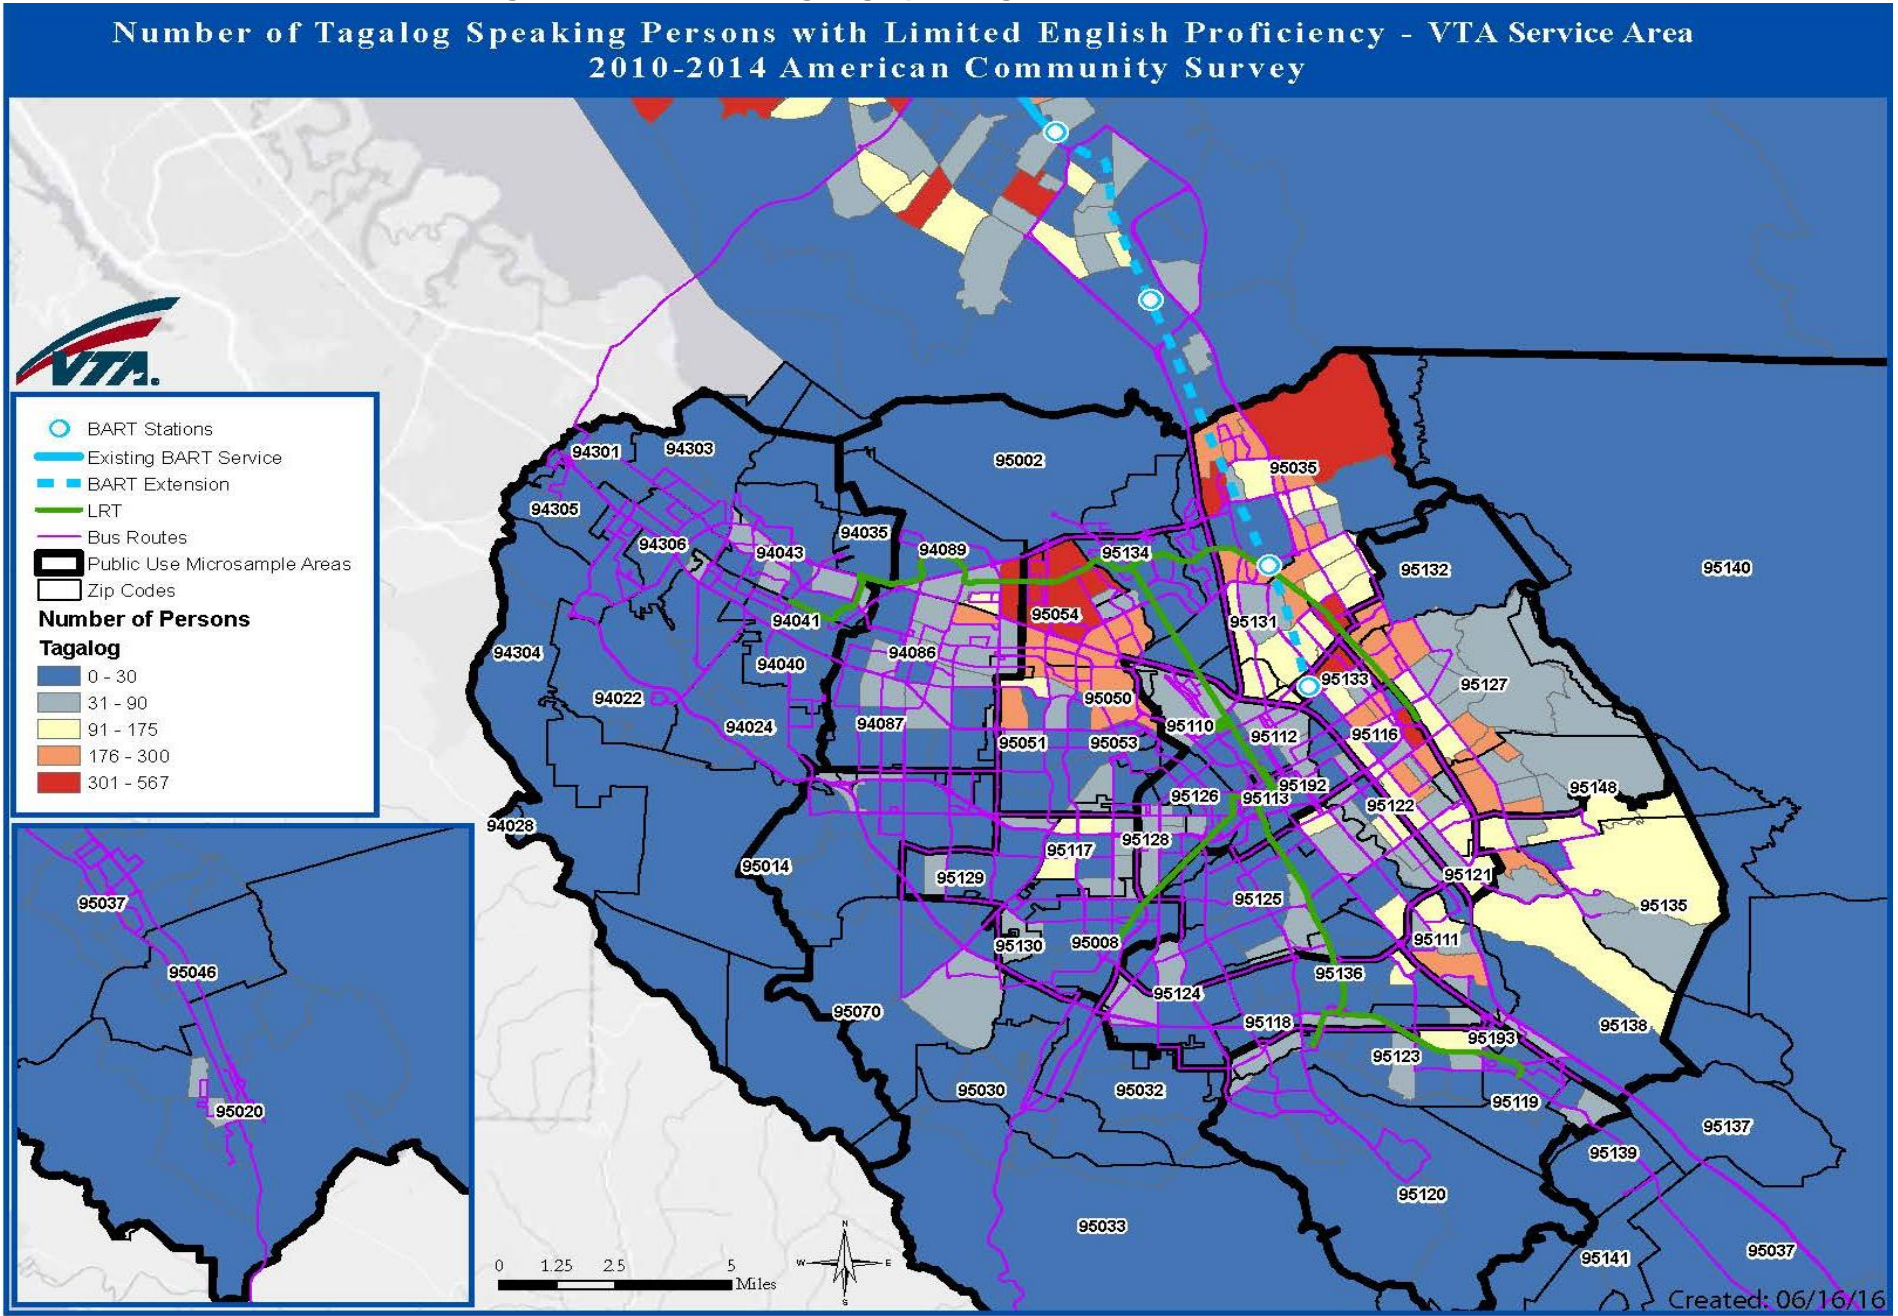 Number of Tagalog Speaking Persons with Limited English Proficiency - VTA Service Area
2010-2014 American Community Survey
VTA.
BART Stations
Existing BART Service
BART Extension
LRT
Bus Routes
Public Use Microsample Areas
Zip Codes
Number of Persons
Tagalog
0 - 30
31 - 90
91 - 175
176 - 300
301 - 567
94301
94303
95002
95035
94305
94306
94043
94035
94089
95134
95132
95140
94041
95054
95131
94304
94040
94086
95133
95127
94022
94024
94087
95050
95110
95112
95116
95051
95053
95126
95113
95192
95122
95148
94028
95014
95117
95128
95129
95121
95125
95135
95130
95008
95111
95136
95124
95070
95118
95193
95138
95123
95030
95032
95119
95137
95139
95120
95033
95141
95037
95037
95046
95020
0 1.25 2.5 5
Miles
N
W E
S
Created: 06/16/16